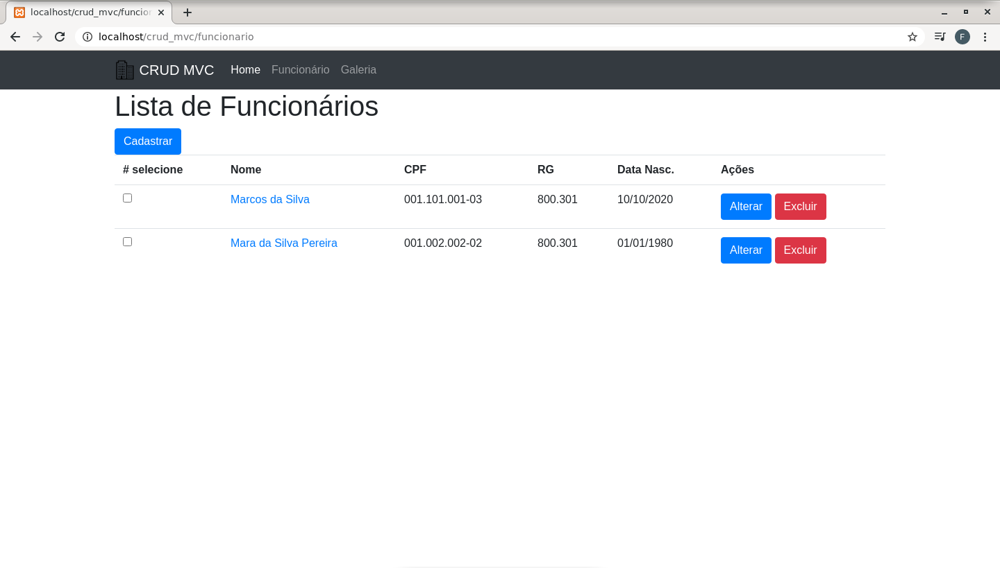 localhost/crud_mvc/funcior
localhost/crud_mvc/funcionario
F
CRUD MVC Home Funcionário Galeria
Lista de Funcionários
Cadastrar
# selecione Nome CPF RG Data Nasc. Ações
Marcos da Silva 001.101.001-03 800.301 10/10/2020 Alterar Excluir
Mara da Silva Pereira 001.002.002-02 800.301 01/01/1980 Alterar Excluir